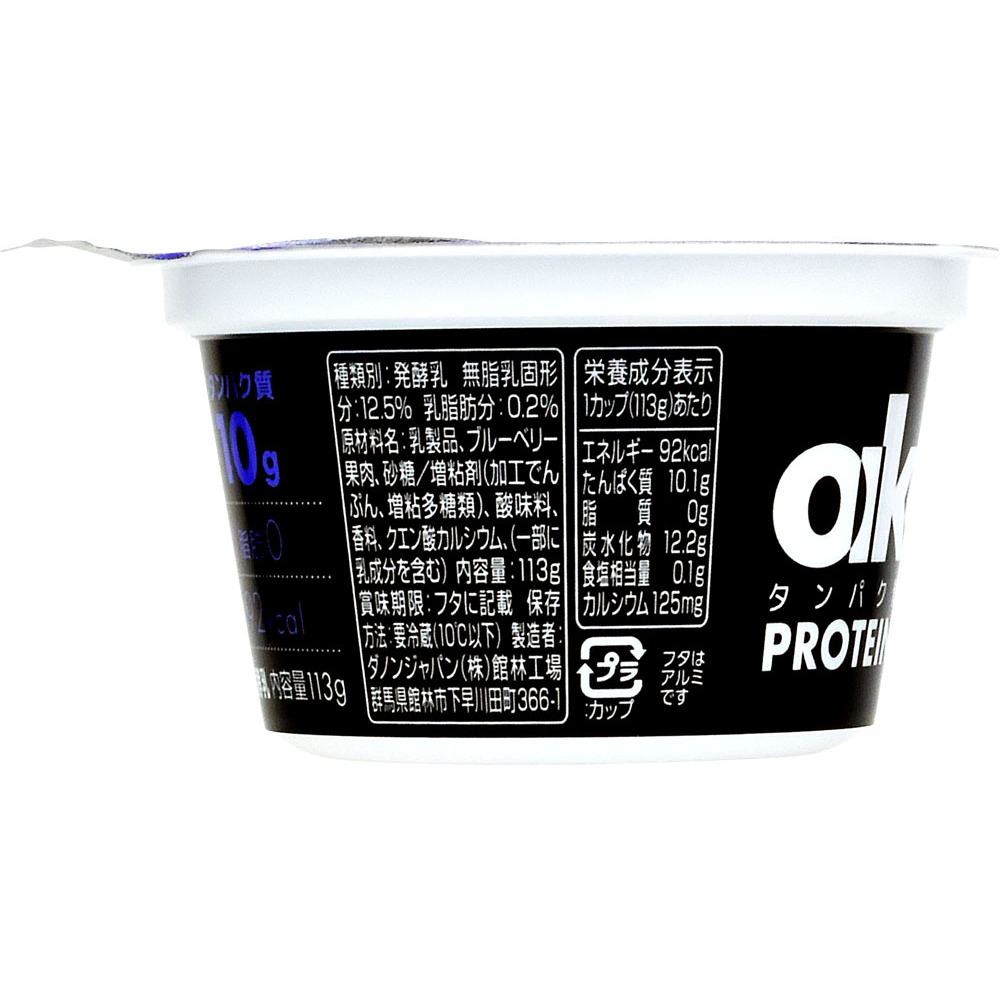 タンパク質
10g
0
92kcal
内容量113g
種類別:発酵乳 無脂乳固形
分:12.5% 乳脂肪分:0.2%
原材料名:乳製品、ブルーベリー
果肉、砂糖/増粘剤(加工でん
ぷん、増粘多糖類)、酸味料、
香料、クエン酸カルシウム、(一部に
乳成分を含む) 内容量:113g
賞味期限:フタに記載 保存
方法:要冷蔵(10℃以下) 製造者:
ダノンジャパン(株)館林工場
群馬県館林市下早川田町366-1
栄養成分表示
1カップ(113g)あたり
エネルギー 92kcal
たんぱく質 10.1g
脂質 0g
炭水化物 12.2g
食塩相当量 0.1g
カルシウム 125mg
プラ
:カップ
フタは
アルミ
です
oik
タンパク
PROTEIN